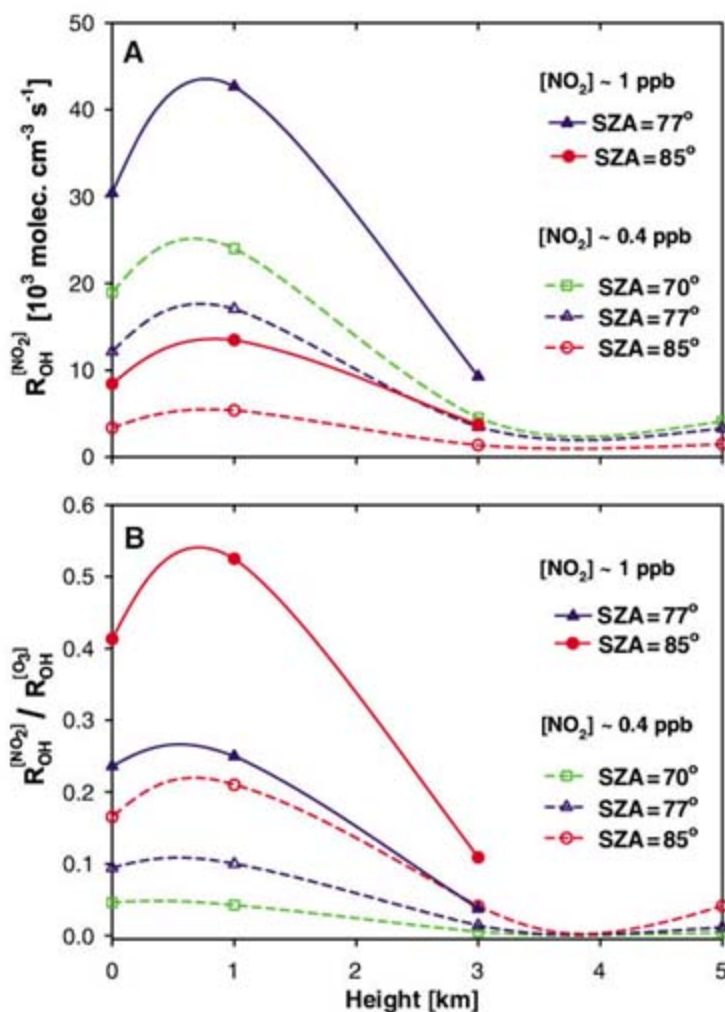 A
50
40
30
20
10
0
R_OH^[NO₂] [10³ molec. cm⁻³ s⁻¹]
[NO₂] ~ 1 ppb
SZA=77°
SZA=85°
[NO₂] ~ 0.4 ppb
SZA=70°
SZA=77°
SZA=85°
B
0.6
0.5
0.4
0.3
0.2
0.1
0.0
R_OH^[NO₂] / R_OH^[O₃]
[NO₂] ~ 1 ppb
SZA=77°
SZA=85°
[NO₂] ~ 0.4 ppb
SZA=70°
SZA=77°
SZA=85°
0 1 2 3 4 5
Height [km]